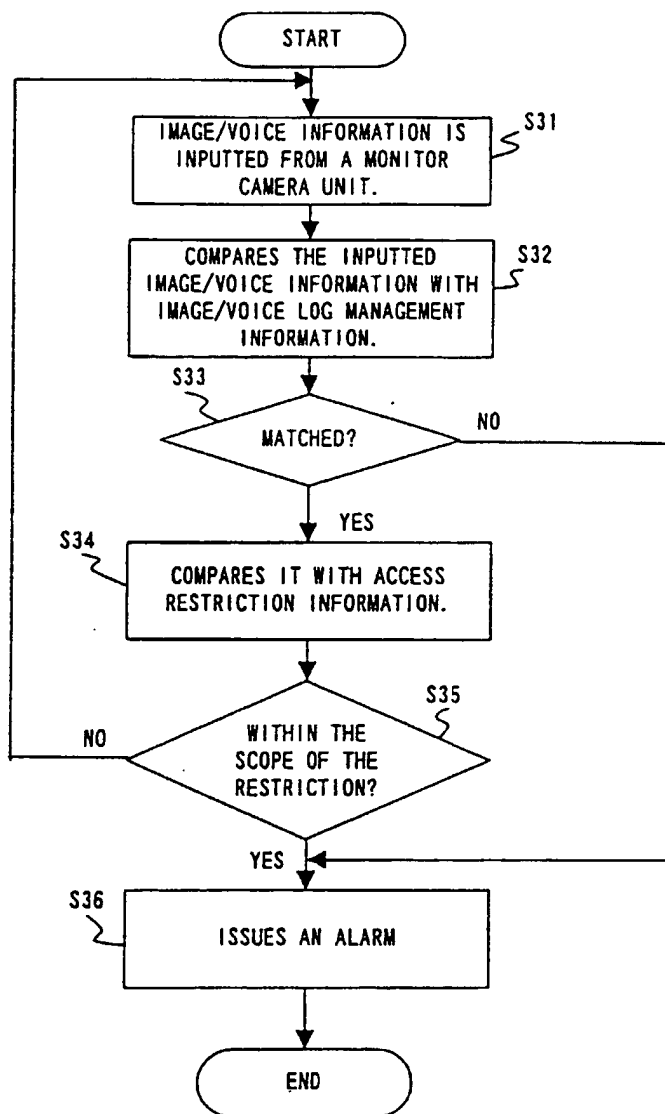 START
IMAGE/VOICE INFORMATION IS
INPUTTED FROM A MONITOR
CAMERA UNIT.
S31
COMPARES THE INPUTTED
IMAGE/VOICE INFORMATION WITH
IMAGE/VOICE LOG MANAGEMENT
INFORMATION.
S32
S33
MATCHED?
NO
YES
S34
COMPARES IT WITH ACCESS
RESTRICTION INFORMATION.
S35
NO
WITHIN THE
SCOPE OF THE
RESTRICTION?
YES
S36
ISSUES AN ALARM
END